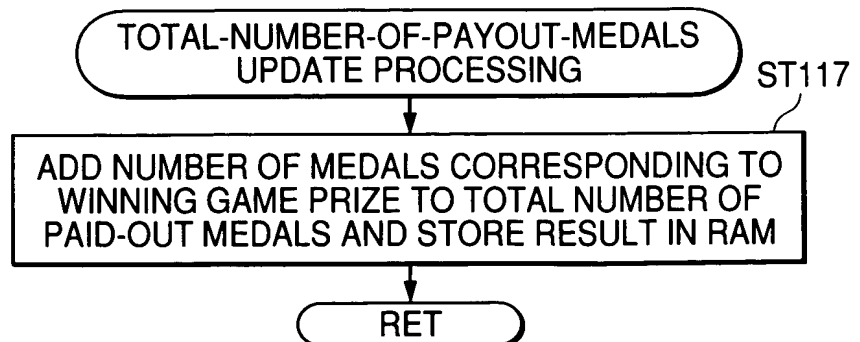 TOTAL-NUMBER-OF-PAYOUT-MEDALS
UPDATE PROCESSING
ST117
ADD NUMBER OF MEDALS CORRESPONDING TO
WINNING GAME PRIZE TO TOTAL NUMBER OF
PAID-OUT MEDALS AND STORE RESULT IN RAM
RET